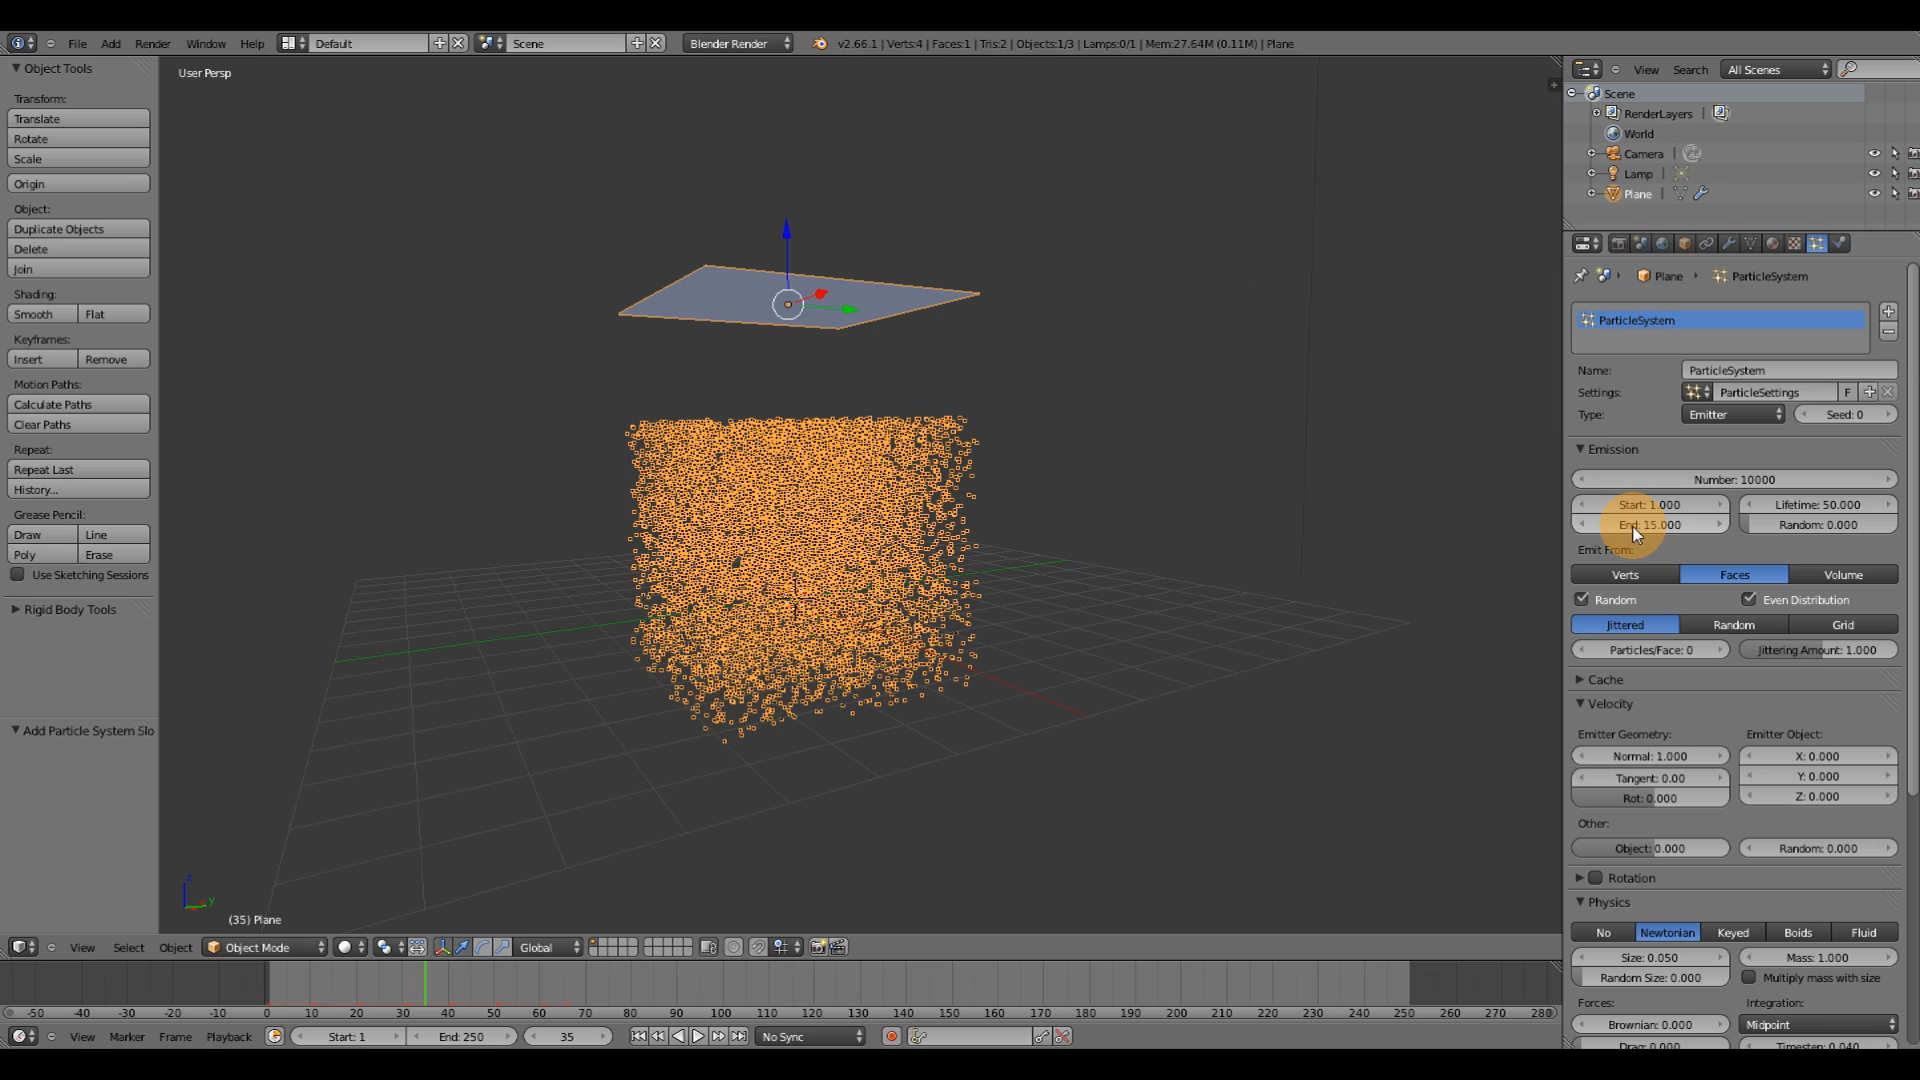 File Add Render Window Help Default Scene Blender Render v2.66.1 | Verts:4 | Faces:1 | Tris:2 | Objects:1/3 | Lamps:0/1 | Mem:27.64M (0.11M) | Plane
Object Tools
Transform:
Translate
Rotate
Scale
Origin
Object:
Duplicate Objects
Delete
Join
Shading:
Smooth Flat
Keyframes:
Insert Remove
Motion Paths:
Calculate Paths
Clear Paths
Repeat:
Repeat Last
History...
Grease Pencil:
Draw Line
Poly Erase
Use Sketching Sessions
Rigid Body Tools
Add Particle System Slo
User Persp
z
y
(35) Plane
View Search All Scenes
Scene
RenderLayers |
World
Camera |
Lamp |
Plane |
Plane ParticleSystem
ParticleSystem
Name: ParticleSystem
Settings: ParticleSettings F
Type: Emitter Seed: 0
Emission
Number: 10000
Start: 1.000 Lifetime: 50.000
End: 15.000 Random: 0.000
Emit From:
Verts Faces Volume
Random Even Distribution
Jittered Random Grid
Particles/Face: 0 Jittering Amount: 1.000
Cache
Velocity
Emitter Geometry: Emitter Object:
Normal: 1.000 X: 0.000
Tangent: 0.00 Y: 0.000
Rot: 0.000 Z: 0.000
Other:
Object: 0.000 Random: 0.000
Rotation
Physics
No Newtonian Keyed Boids Fluid
Size: 0.050 Mass: 1.000
Random Size: 0.000 Multiply mass with size
Forces: Integration:
Brownian: 0.000 Midpoint
Drag: 0.000 Timestep: 0.040
View Select Object Object Mode Global
-50 -40 -30 -20 -10 0 10 20 30 40 50 60 70 80 90 100 110 120 130 140 150 160 170 180 190 200 210 220 230 240 250 260 270 280
View Marker Frame Playback Start: 1 End: 250 35 No Sync